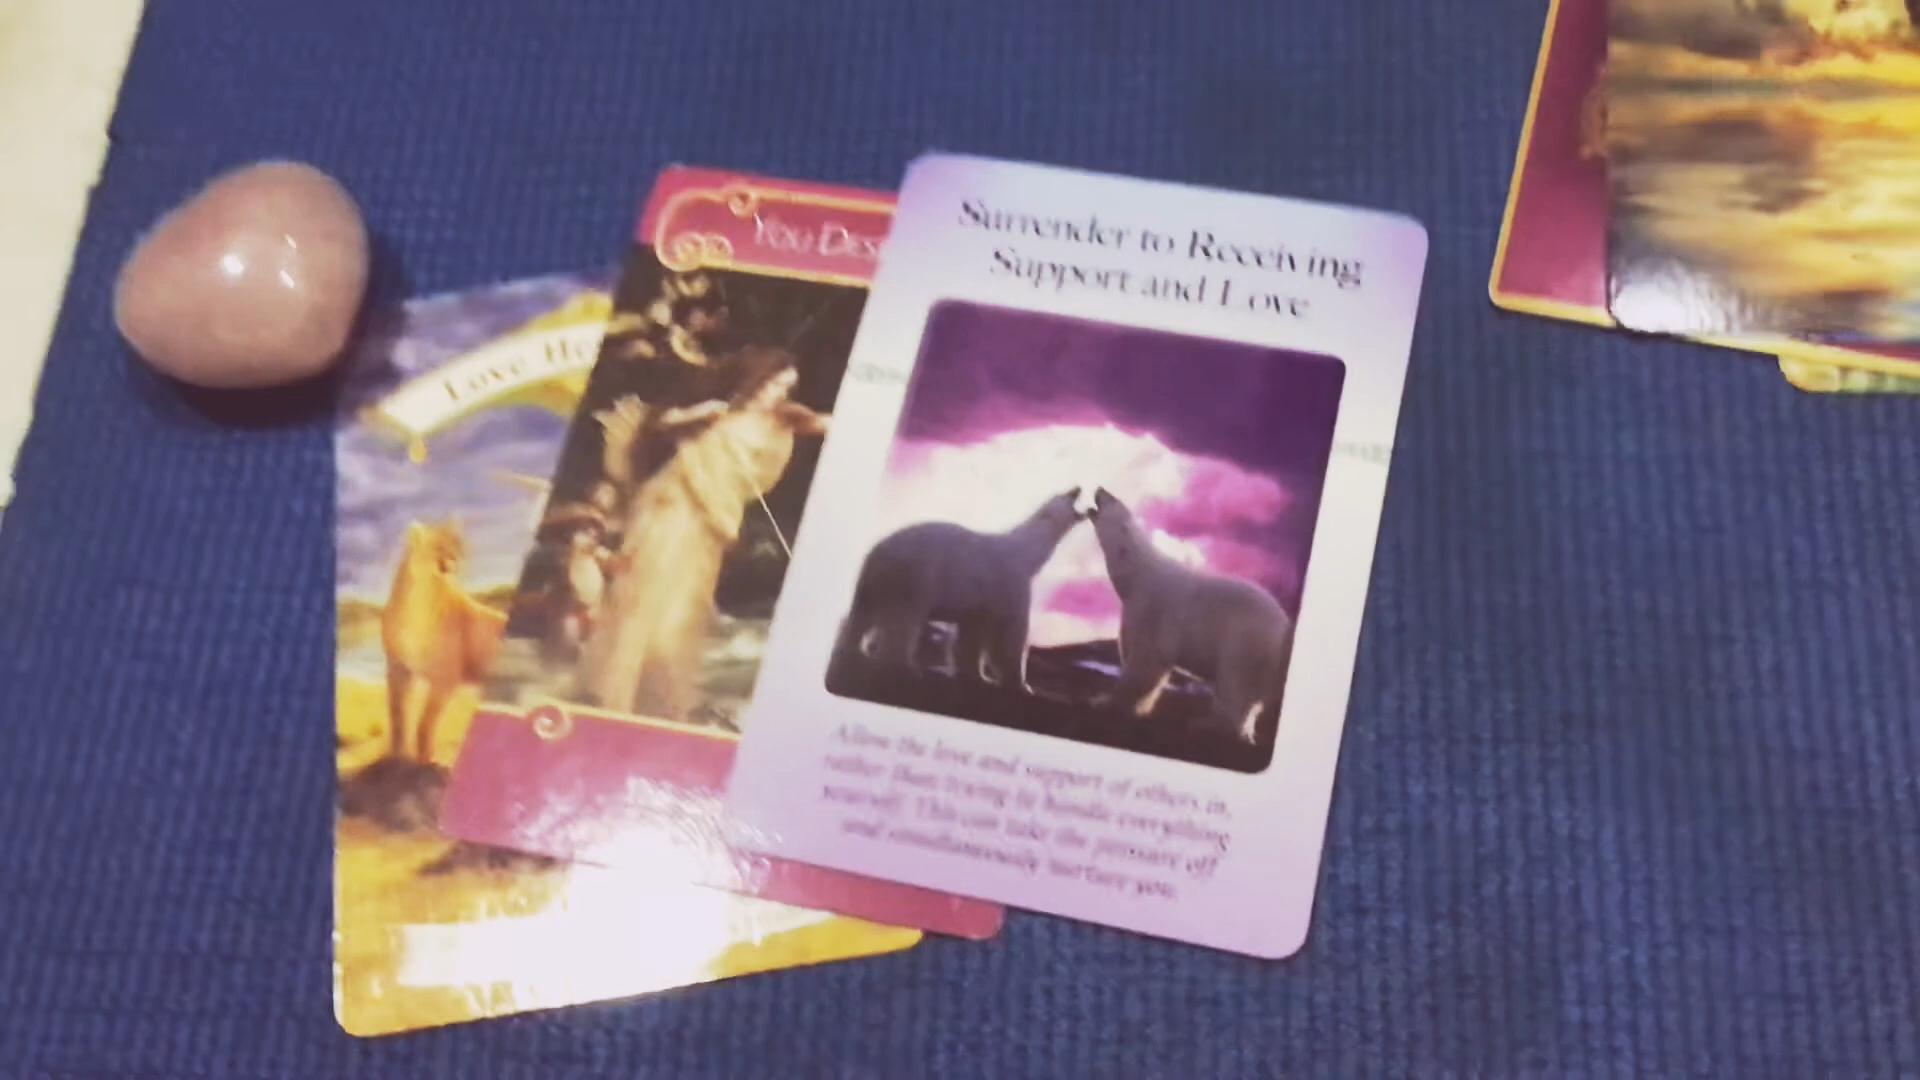 Love He
You Des
Surrender to Receiving
Support and Love
Allow the love and support of others in,
rather than trying to handle everything
yourself. This can take the pressure off
and simultaneously nurture you.